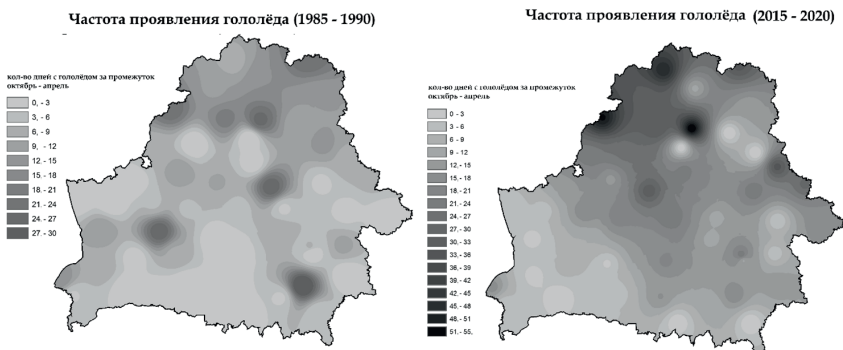 Частота проявления гололёда (1985 - 1990)
кол-во дней с гололёдом за промежуток
октябрь - апрель
0, - 3
3, - 6
6, - 9
9, - 12
12, - 15
15, - 18
18, - 21
21, - 24
24, - 27
27, - 30
Частота проявления гололёда (2015 - 2020)
кол-во дней с гололёдом за промежуток
октябрь - апрель
0 - 3
3 - 6
6 - 9
9 - 12
12, - 15
15, - 18
18, - 21
21, - 24
24, - 27
27, - 30
30, - 33
33, - 36
36, - 39
39, - 42
42, - 45
45, - 48
48, - 51
51, - 55,